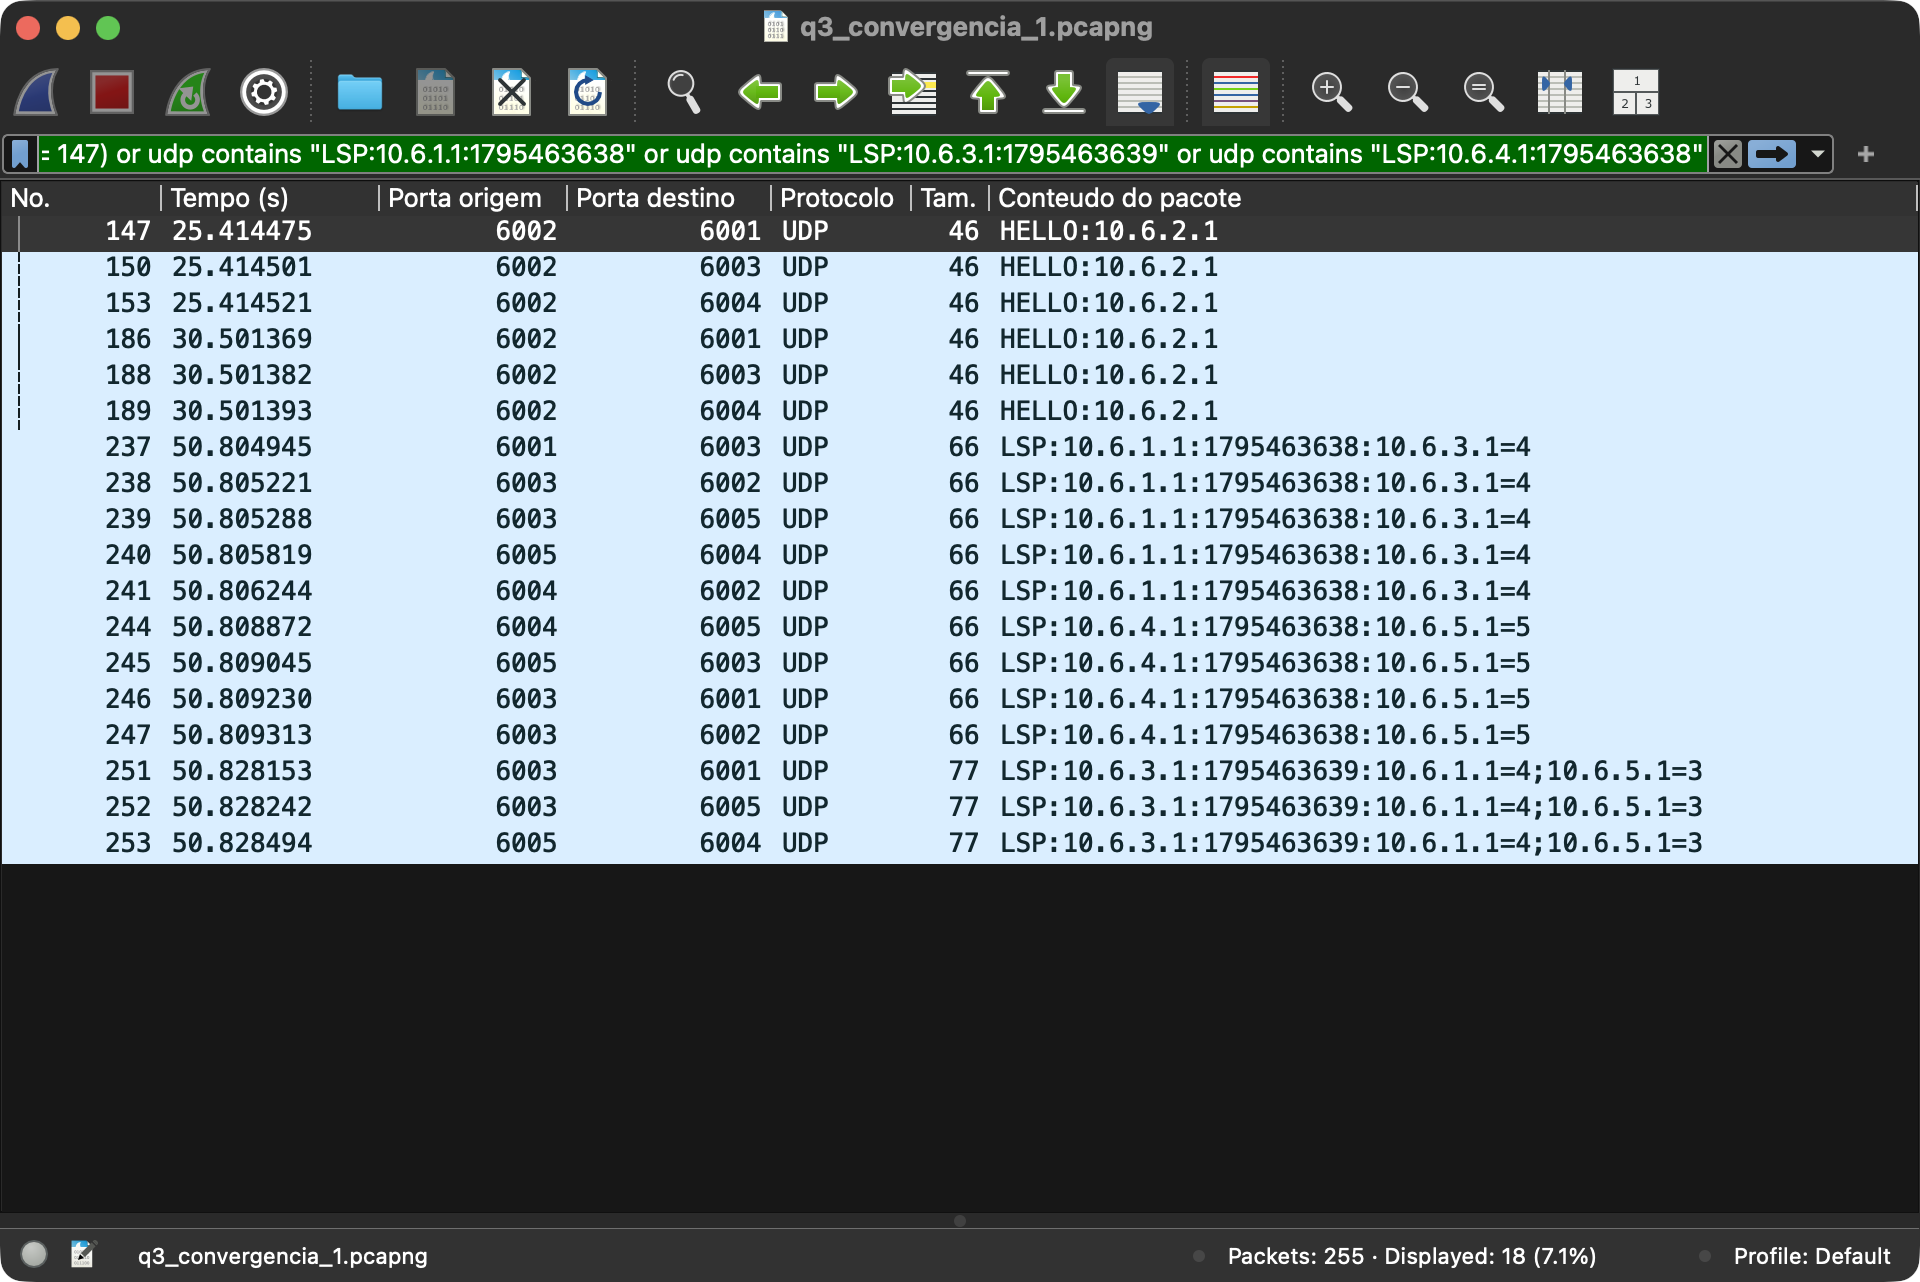 q3_convergencia_1.pcapng
= 147) or udp contains "LSP:10.6.1.1:1795463638" or udp contains "LSP:10.6.3.1:1795463639" or udp contains "LSP:10.6.4.1:1795463638"
No. Tempo (s) Porta origem Porta destino Protocolo Tam. Conteudo do pacote
147 25.414475 6002 6001 UDP 46 HELLO:10.6.2.1
150 25.414501 6002 6003 UDP 46 HELLO:10.6.2.1
153 25.414521 6002 6004 UDP 46 HELLO:10.6.2.1
186 30.501369 6002 6001 UDP 46 HELLO:10.6.2.1
188 30.501382 6002 6003 UDP 46 HELLO:10.6.2.1
189 30.501393 6002 6004 UDP 46 HELLO:10.6.2.1
237 50.804945 6001 6003 UDP 66 LSP:10.6.1.1:1795463638:10.6.3.1=4
238 50.805221 6003 6002 UDP 66 LSP:10.6.1.1:1795463638:10.6.3.1=4
239 50.805288 6003 6005 UDP 66 LSP:10.6.1.1:1795463638:10.6.3.1=4
240 50.805819 6005 6004 UDP 66 LSP:10.6.1.1:1795463638:10.6.3.1=4
241 50.806244 6004 6002 UDP 66 LSP:10.6.1.1:1795463638:10.6.3.1=4
244 50.808872 6004 6005 UDP 66 LSP:10.6.4.1:1795463638:10.6.5.1=5
245 50.809045 6005 6003 UDP 66 LSP:10.6.4.1:1795463638:10.6.5.1=5
246 50.809230 6003 6001 UDP 66 LSP:10.6.4.1:1795463638:10.6.5.1=5
247 50.809313 6003 6002 UDP 66 LSP:10.6.4.1:1795463638:10.6.5.1=5
251 50.828153 6003 6001 UDP 77 LSP:10.6.3.1:1795463639:10.6.1.1=4;10.6.5.1=3
252 50.828242 6003 6005 UDP 77 LSP:10.6.3.1:1795463639:10.6.1.1=4;10.6.5.1=3
253 50.828494 6005 6004 UDP 77 LSP:10.6.3.1:1795463639:10.6.1.1=4;10.6.5.1=3
q3_convergencia_1.pcapng Packets: 255 · Displayed: 18 (7.1%) Profile: Default